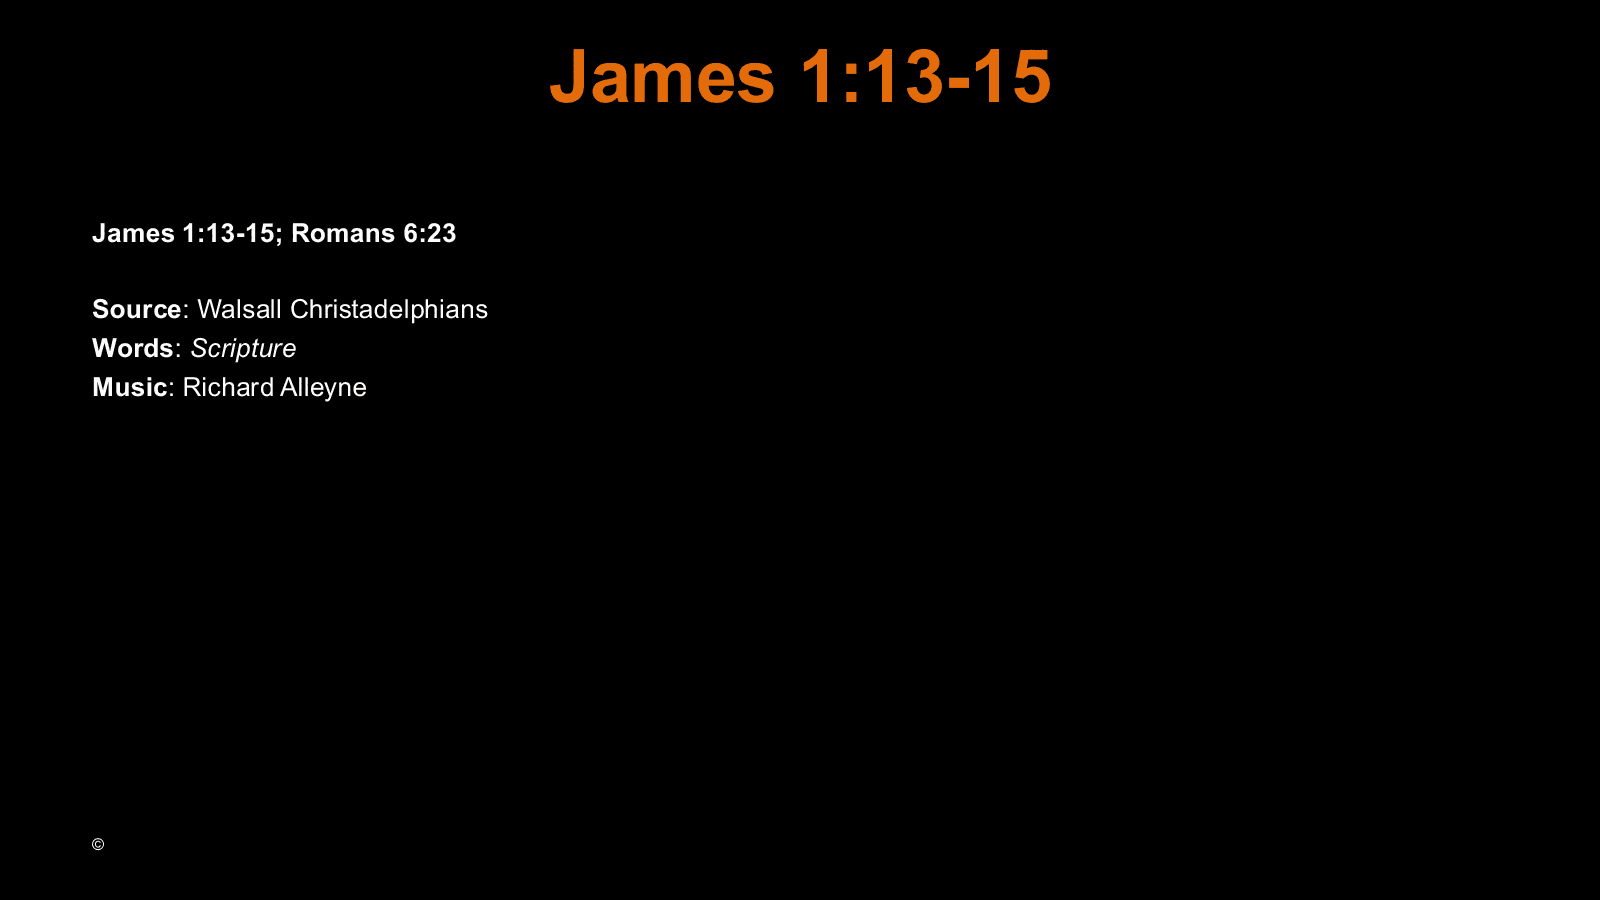 James 1:13-15
James 1:13-15; Romans 6:23
Source: Walsall Christadelphians
Words: Scripture
Music: Richard Alleyne
©